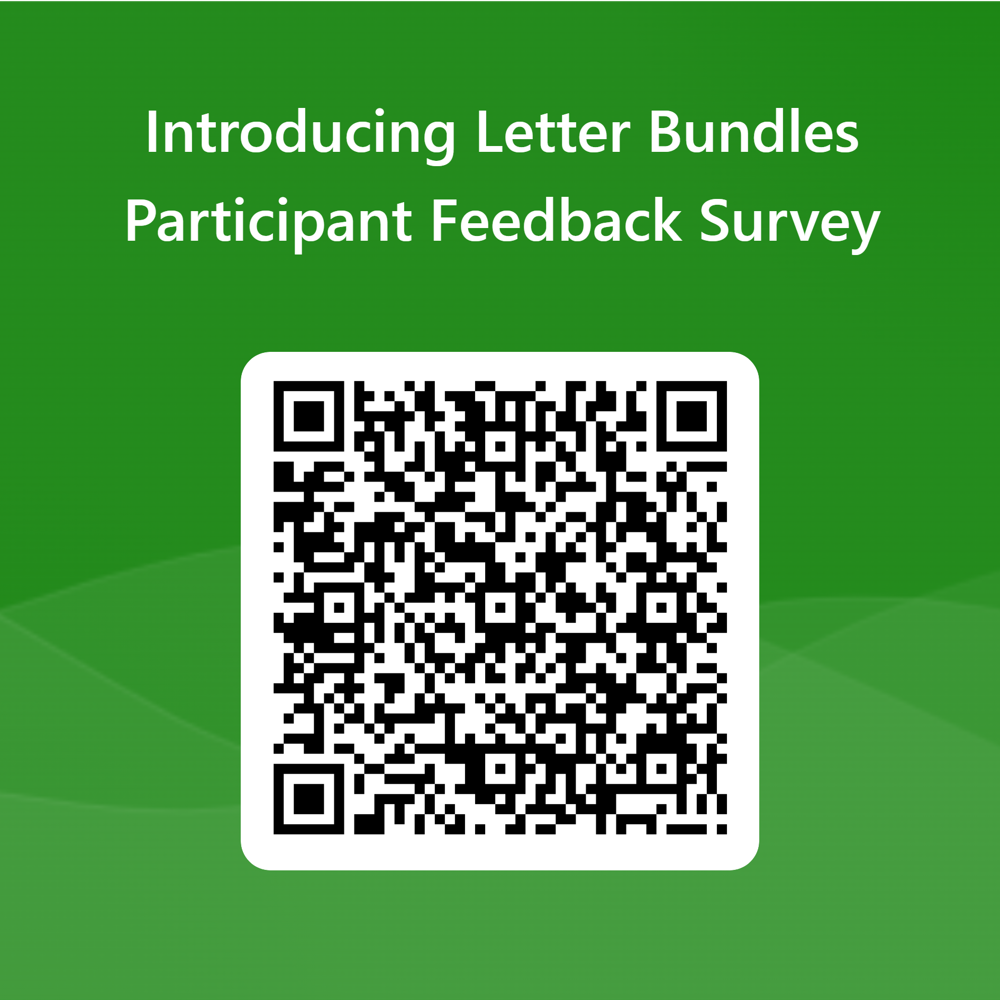 Introducing Letter Bundles
Participant Feedback Survey